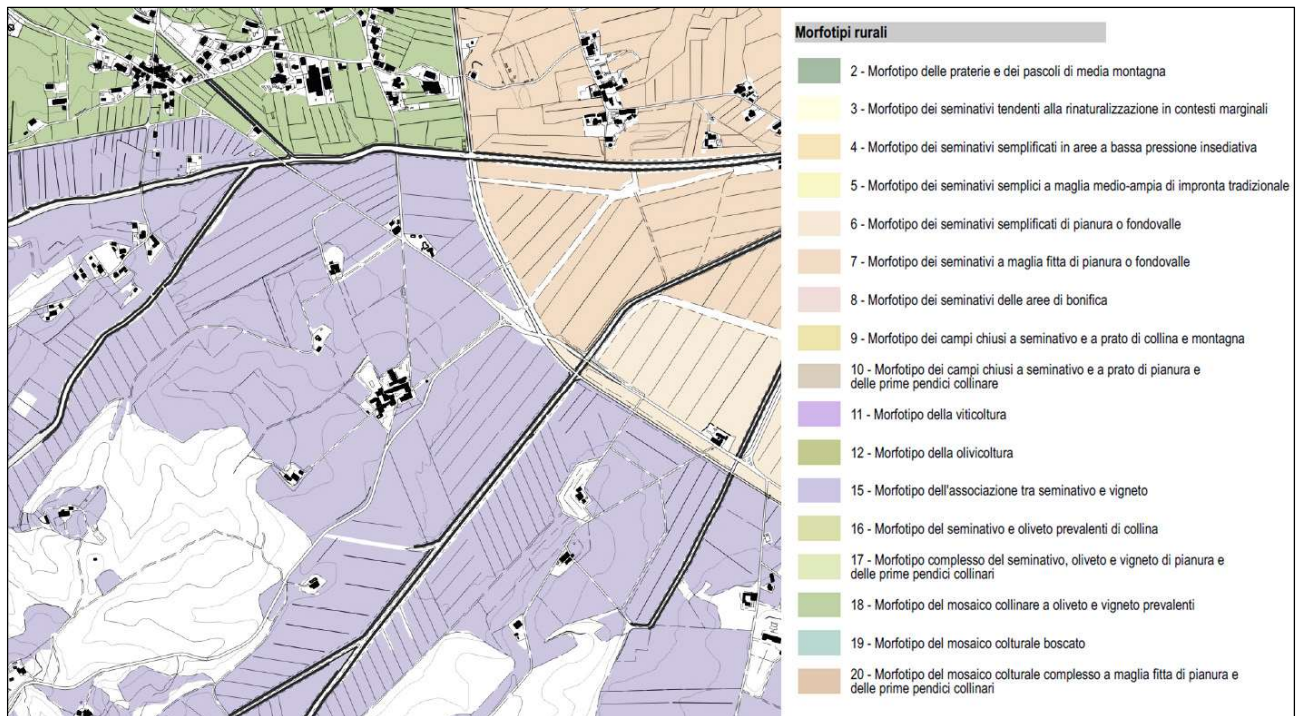 Morfotipi rurali
2 - Morfotipo delle praterie e dei pascoli di media montagna
3 - Morfotipo dei seminativi tendenti alla rinaturalizzazione in contesti marginali
4 - Morfotipo dei seminativi semplificati in aree a bassa pressione insediativa
5 - Morfotipo dei seminativi semplici a maglia medio-ampia di impronta tradizionale
6 - Morfotipo dei seminativi semplificati di pianura o fondovalle
7 - Morfotipo dei seminativi a maglia fitta di pianura o fondovalle
8 - Morfotipo dei seminativi delle aree di bonifica
9 - Morfotipo dei campi chiusi a seminativo e a prato di collina e montagna
10 - Morfotipo dei campi chiusi a seminativo e a prato di pianura e
delle prime pendici collinare
11 - Morfotipo della viticoltura
12 - Morfotipo della olivicoltura
15 - Morfotipo dell'associazione tra seminativo e vigneto
16 - Morfotipo del seminativo e oliveto prevalenti di collina
17 - Morfotipo complesso del seminativo, oliveto e vigneto di pianura e
delle prime pendici collinari
18 - Morfotipo del mosaico collinare a oliveto e vigneto prevalenti
19 - Morfotipo del mosaico colturale boscato
20 - Morfotipo del mosaico colturale complesso a maglia fitta di pianura e
delle prime pendici collinari